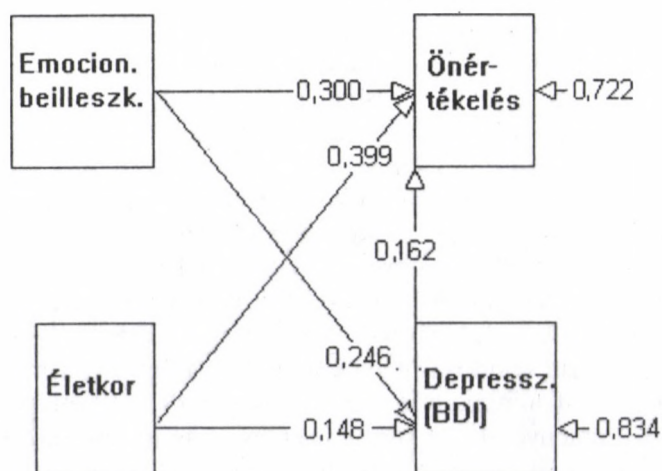 Emocion.
beilleszk.
Önér-
tékelés
0,300
0,722
0,399
0,162
0,246
Életkor
Depressz.
(BDI)
0,148
0,834